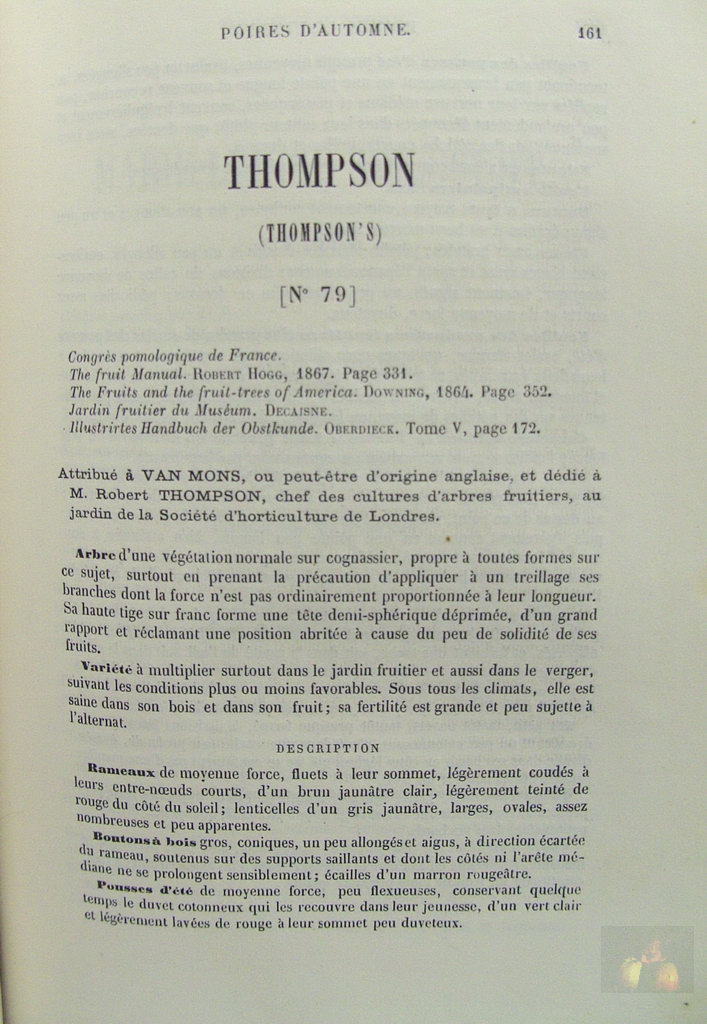 POIRES D'AUTOMNE. 161
THOMPSON
(THOMPSON'S)
[N° 79]
Congrès pomologique de France.
The fruit Manual. ROBERT HOGG, 1867. Page 331.
The Fruits and the fruit-trees of America. DOWNING, 1864. Page 352.
Jardin fruitier du Muséum. DECAISNE.
Illustrirtes Handbuch der Obstkunde. OBERDIECK. Tome V, page 172.
Attribué à VAN MONS, ou peut-être d'origine anglaise, et dédié à
M. Robert THOMPSON, chef des cultures d'arbres fruitiers, au
jardin de la Société d'horticulture de Londres.
Arbre d'une végétation normale sur cognassier, propre à toutes formes sur
ce sujet, surtout en prenant la précaution d'appliquer à un treillage ses
branches dont la force n'est pas ordinairement proportionnée à leur longueur.
Sa haute tige sur franc forme une tête demi-sphérique déprimée, d'un grand
rapport et réclamant une position abritée à cause du peu de solidité de ses
fruits.
Variété à multiplier surtout dans le jardin fruitier et aussi dans le verger,
suivant les conditions plus ou moins favorables. Sous tous les climats, elle est
saine dans son bois et dans son fruit; sa fertilité est grande et peu sujette à
l'alternat.
DESCRIPTION
Rameaux de moyenne force, fluets à leur sommet, légèrement coudés à
leurs entre-nœuds courts, d'un brun jaunâtre clair, légèrement teinté de
rouge du côté du soleil; lenticelles d'un gris jaunâtre, larges, ovales, assez
nombreuses et peu apparentes.
Boutons à bois gros, coniques, un peu allongés et aigus, à direction écartée
du rameau, soutenus sur des supports saillants et dont les côtés ni l'arête mé-
diane ne se prolongent sensiblement; écailles d'un marron rougeâtre.
Pousses d'été de moyenne force, peu flexueuses, conservant quelque
temps le duvet cotonneux qui les recouvre dans leur jeunesse, d'un vert clair
et légèrement lavées de rouge à leur sommet peu duveteux.